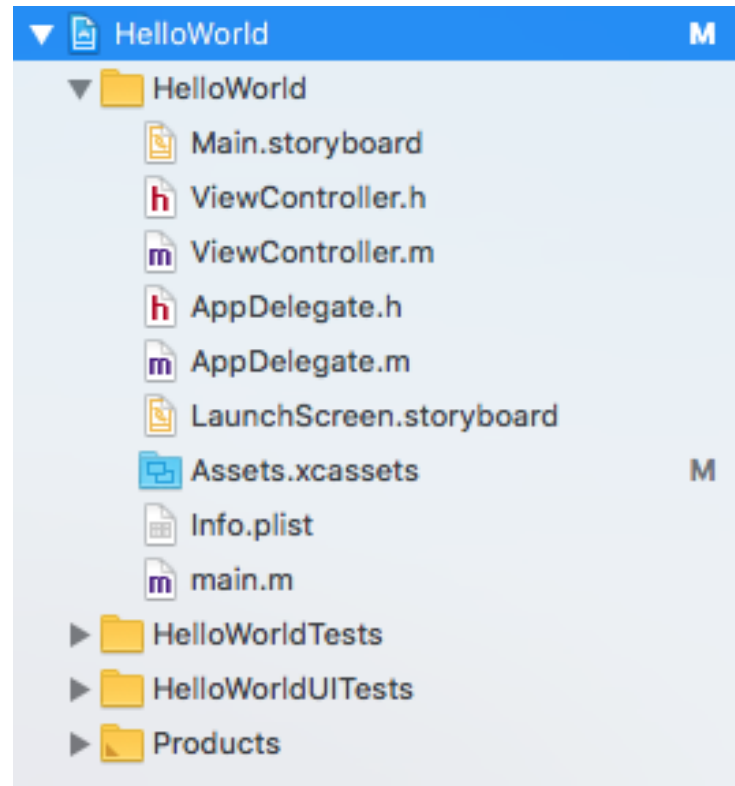 HelloWorld M
HelloWorld
Main.storyboard
h ViewController.h
m ViewController.m
h AppDelegate.h
m AppDelegate.m
LaunchScreen.storyboard
Assets.xcassets M
Info.plist
m main.m
HelloWorldTests
HelloWorldUITests
Products